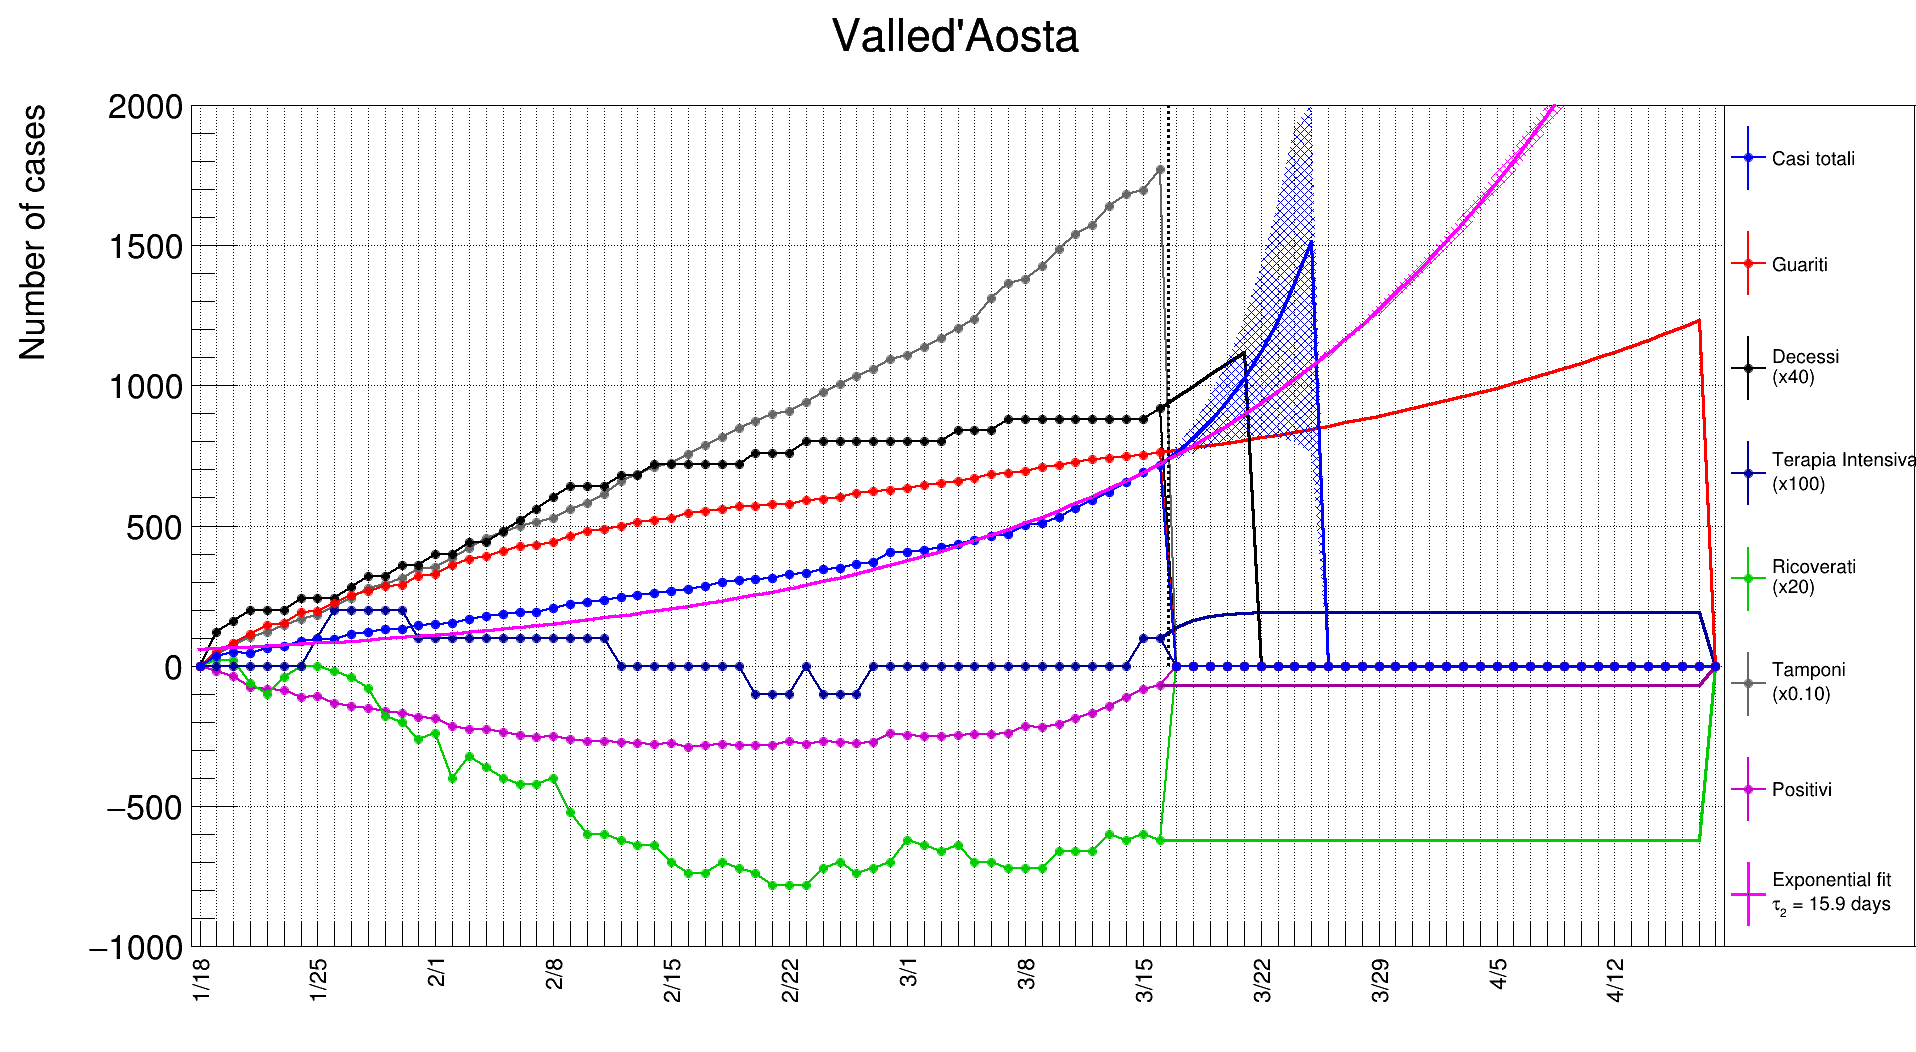 Valled'Aosta
Number of cases
2000
1500
1000
500
0
−500
−1000
1/18
1/25
2/1
2/8
2/15
2/22
3/1
3/8
3/15
3/22
3/29
4/5
4/12
Casi totali
Guariti
Decessi
(x40)
Terapia Intensiva
(x100)
Ricoverati
(x20)
Tamponi
(x0.10)
Positivi
Exponential fit
τ2 = 15.9 days